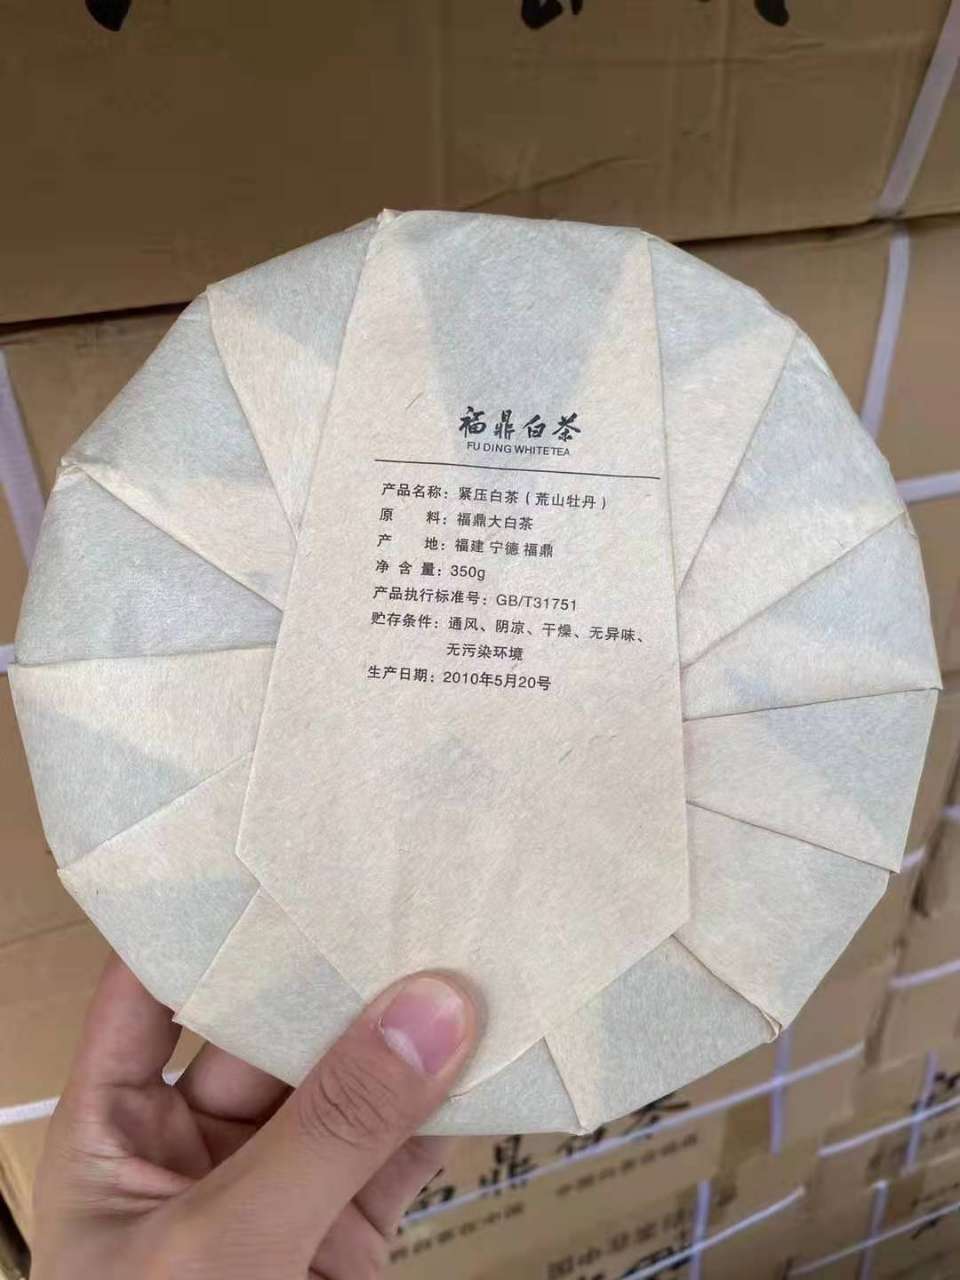 福鼎白茶
FU DING WHITE TEA
产品名称：紧压白茶（荒山牡丹）
原 料：福鼎大白茶
产 地：福建 宁德 福鼎
净 含 量：350g
产品执行标准号：GB/T31751
贮存条件：通风、阴凉、干燥、无异味、
无污染环境
生产日期：2010年5月20号